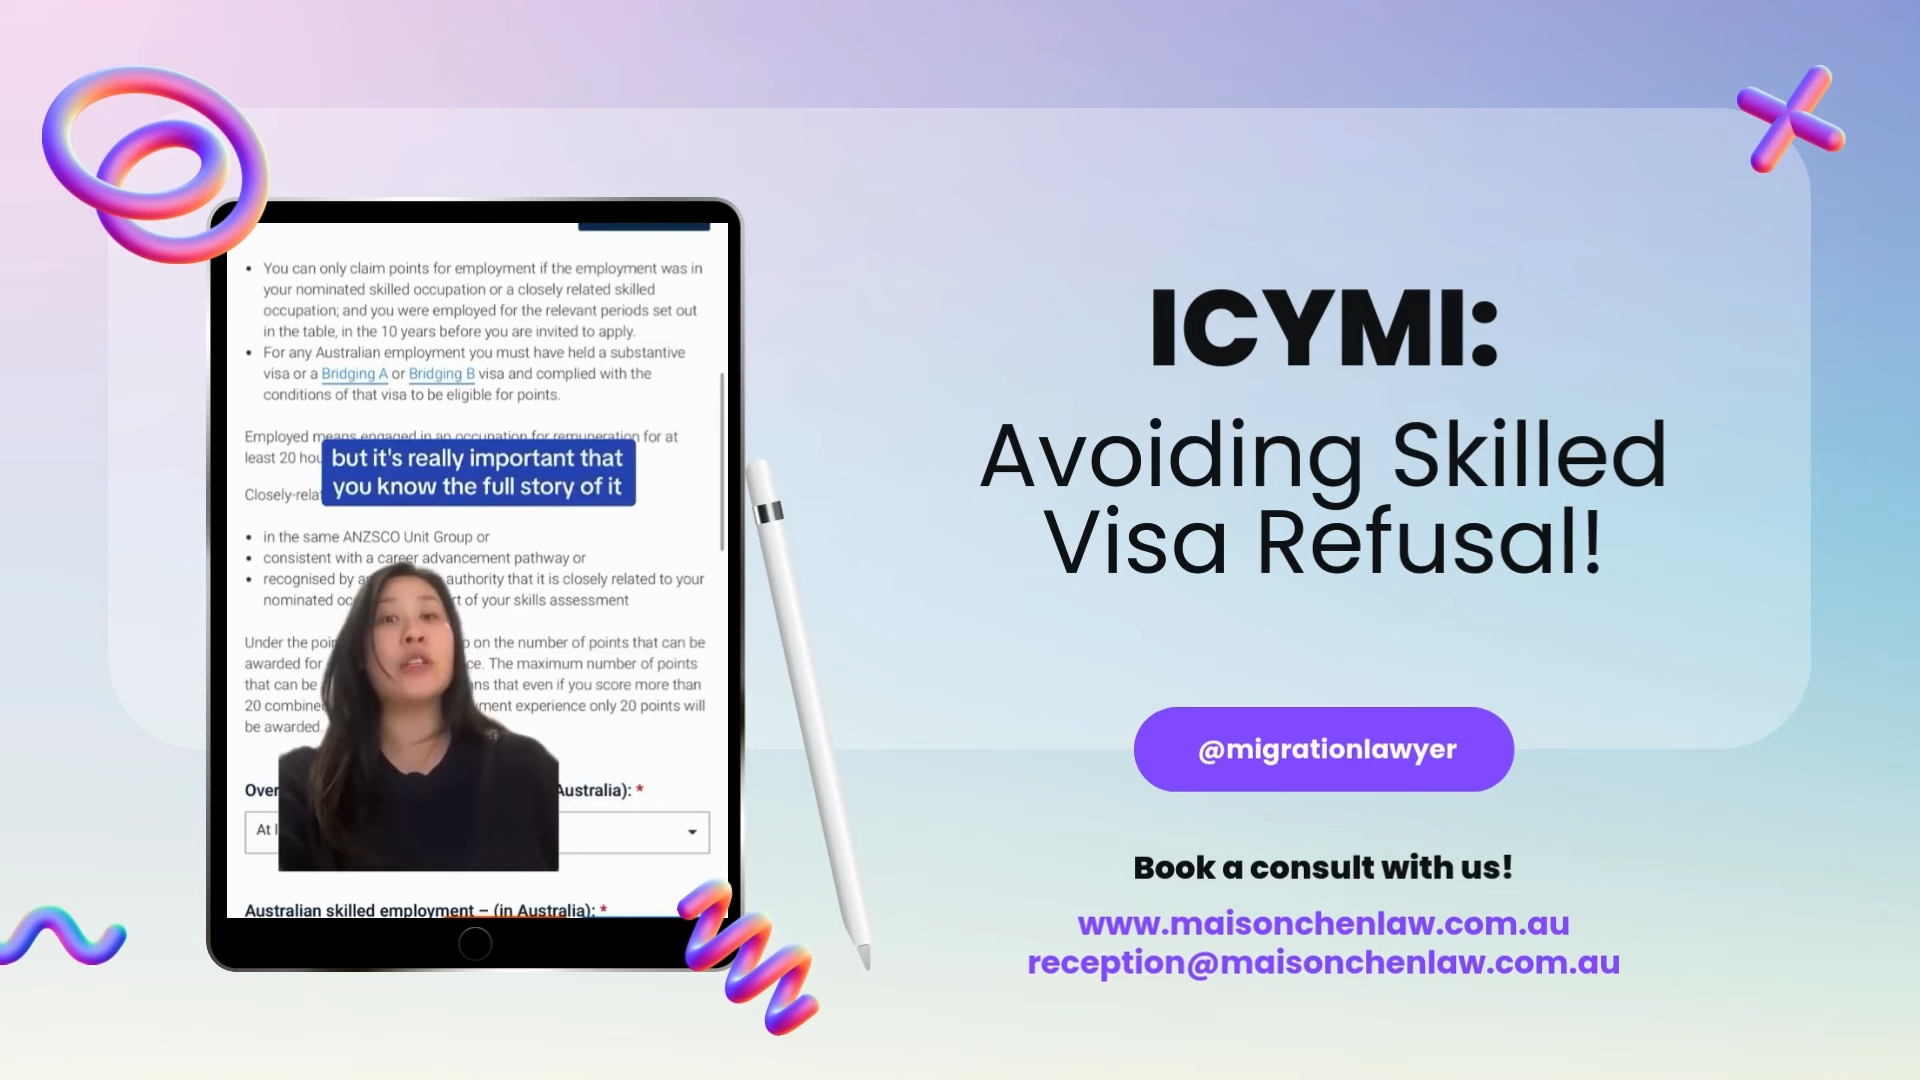 You can only claim points for employment if the employment was in
your nominated skilled occupation or a closely related skilled
occupation; and you were employed for the relevant periods set out
in the table, in the 10 years before you are invited to apply.
For any Australian employment you must have held a substantive
visa or a Bridging A or Bridging B visa and complied with the
conditions of that visa to be eligible for points.
Employed means engaged in an occupation for remuneration for at
least 20
but it's really important that
you know the full story of it
in the same ANZSCO Unit Group or
consistent with a career advancement pathway or
recognised by authority that it is closely related to your
nominated of your skills assessment
Under the on the number of points that can be
awarded for The maximum number of points
that can be that even if you score more than
20 experience only 20 points will
be awarded.
Australia): *
At
Australian skilled employment – (in Australia): *
ICYMI:
Avoiding Skilled
Visa Refusal!
@migrationlawyer
Book a consult with us!
www.maisonchenlaw.com.au
reception@maisonchenlaw.com.au